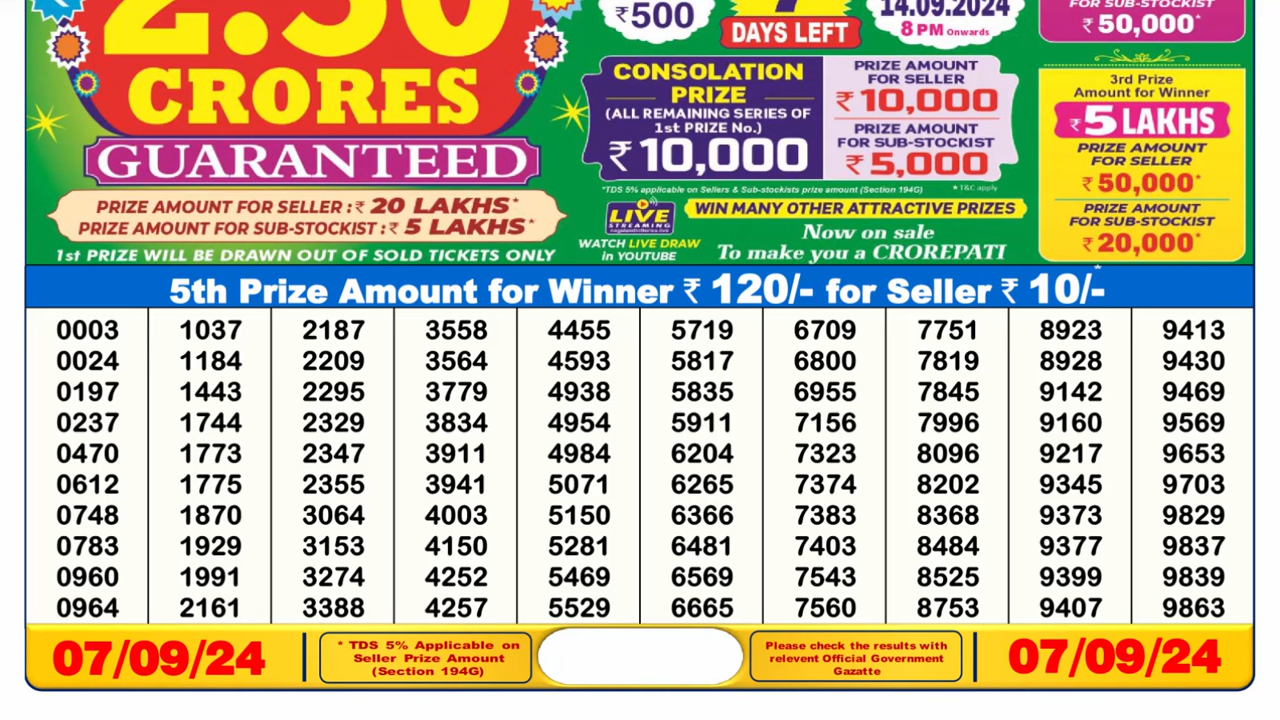 2.50
CRORES
GUARANTEED
PRIZE AMOUNT FOR SELLER :₹ 20 LAKHS*
PRIZE AMOUNT FOR SUB-STOCKIST :₹ 5 LAKHS*
1st PRIZE WILL BE DRAWN OUT OF SOLD TICKETS ONLY
₹500
7
DAYS LEFT
14.09.2024
8 PM Onwards
CONSOLATION
PRIZE
(ALL REMAINING SERIES OF
1st PRIZE No.)
₹10,000
PRIZE AMOUNT
FOR SELLER
₹10,000
PRIZE AMOUNT
FOR SUB-STOCKIST
₹5,000
*TDS 5% applicable on Sellers & Sub-stockists prize amount (Section 194G)
*T&C apply
LIVE
STREAMING
nagalandlotteries.live
WATCH LIVE DRAW
in YOUTUBE
WIN MANY OTHER ATTRACTIVE PRIZES
Now on sale
To make you a CROREPATI
FOR SUB-STOCKIST
₹50,000*
3rd Prize
Amount for Winner
₹5 LAKHS
PRIZE AMOUNT
FOR SELLER
₹50,000*
PRIZE AMOUNT
FOR SUB-STOCKIST
₹20,000*
5th Prize Amount for Winner ₹ 120/- for Seller ₹ 10/-*
0003 1037 2187 3558 4455 5719 6709 7751 8923 9413
0024 1184 2209 3564 4593 5817 6800 7819 8928 9430
0197 1443 2295 3779 4938 5835 6955 7845 9142 9469
0237 1744 2329 3834 4954 5911 7156 7996 9160 9569
0470 1773 2347 3911 4984 6204 7323 8096 9217 9653
0612 1775 2355 3941 5071 6265 7374 8202 9345 9703
0748 1870 3064 4003 5150 6366 7383 8368 9373 9829
0783 1929 3153 4150 5281 6481 7403 8484 9377 9837
0960 1991 3274 4252 5469 6569 7543 8525 9399 9839
0964 2161 3388 4257 5529 6665 7560 8753 9407 9863
07/09/24
* TDS 5% Applicable on
Seller Prize Amount
(Section 194G)
Please check the results with
relevent Official Government
Gazatte
07/09/24